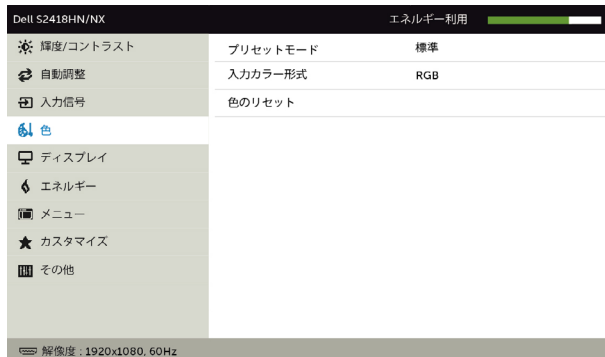 Dell S2418HN/NX エネルギー利用
輝度/コントラスト
自動調整
入力信号
色
ディスプレイ
エネルギー
メニュー
カスタマイズ
その他
プリセットモード 標準
入力カラー形式 RGB
色のリセット
解像度 : 1920x1080, 60Hz